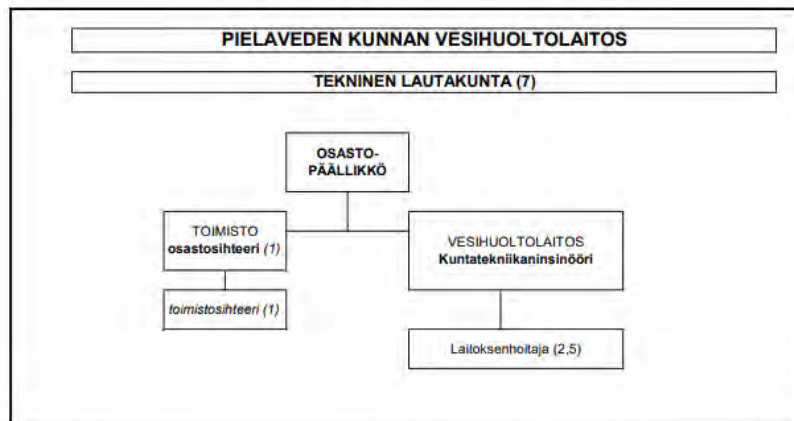 PIELAVEDEN KUNNAN VESIHUOLTOLAITOS
TEKNINEN LAUTAKUNTA (7)
OSASTO-
PÄÄLLIKKÖ
TOIMISTO
osastosihteeri (1)
toimistosihteeri (1)
VESIHUOLTOLAITOS
Kuntatekniikaninsinööri
Laitoksenhoitaja (2,5)